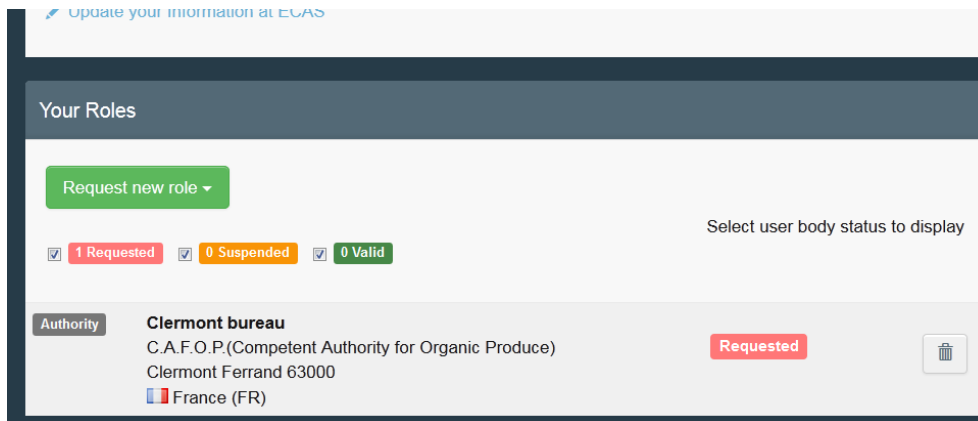 Update your information at ECAS
Your Roles
Request new role
Select user body status to display
1 Requested 0 Suspended 0 Valid
Authority Clermont bureau Requested
C.A.F.O.P.(Competent Authority for Organic Produce)
Clermont Ferrand 63000
France (FR)